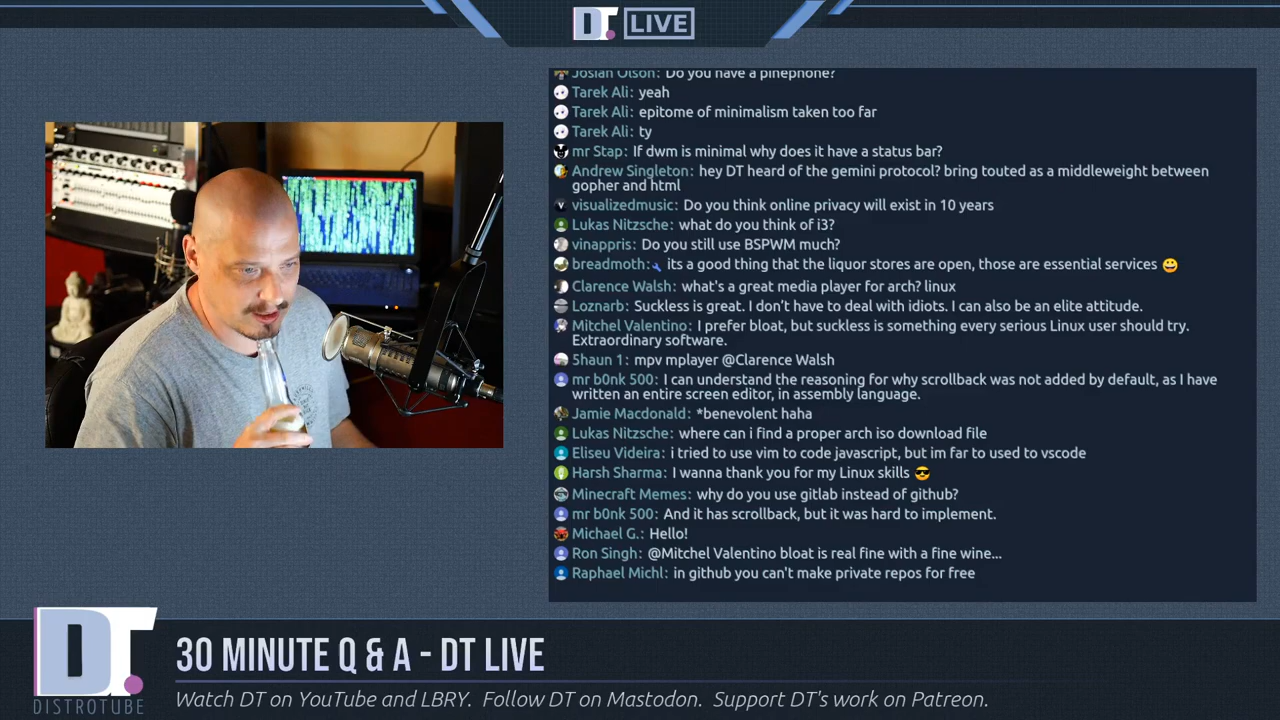 DT. LIVE
Josiah Olson: Do you have a pinephone?
Tarek Ali: yeah
Tarek Ali: epitome of minimalism taken too far
Tarek Ali: ty
mr Stap: If dwm is minimal why does it have a status bar?
Andrew Singleton: hey DT heard of the gemini protocol? bring touted as a middleweight between
gopher and html
visualizedmusic: Do you think online privacy will exist in 10 years
Lukas Nitzsche: what do you think of i3?
vinappris: Do you still use BSPWM much?
breadmoth: its a good thing that the liquor stores are open, those are essential services 😀
Clarence Walsh: what's a great media player for arch? linux
Loznarb: Suckless is great. I don't have to deal with idiots. I can also be an elite attitude.
Mitchel Valentino: I prefer bloat, but suckless is something every serious Linux user should try.
Extraordinary software.
5haun 1: mpv mplayer @Clarence Walsh
mr b0nk 500: I can understand the reasoning for why scrollback was not added by default, as I have
written an entire screen editor, in assembly language.
Jamie Macdonald: *benevolent haha
Lukas Nitzsche: where can i find a proper arch iso download file
Eliseu Videira: i tried to use vim to code javascript, but im far to used to vscode
Harsh Sharma: I wanna thank you for my Linux skills 😎
Minecraft Memes: why do you use gitlab instead of github?
mr b0nk 500: And it has scrollback, but it was hard to implement.
Michael G.: Hello!
Ron Singh: @Mitchel Valentino bloat is real fine with a fine wine...
Raphael Michl: in github you can't make private repos for free
DT.
DISTROTUBE
30 MINUTE Q & A - DT LIVE
Watch DT on YouTube and LBRY. Follow DT on Mastodon. Support DT's work on Patreon.